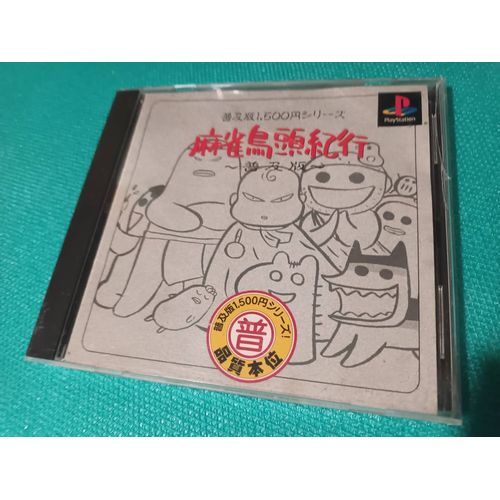 普及版1,500円シリーズ
麻雀鳥頭紀行
～普及版～
PlayStation
普及版1,500円シリーズ!
普
品質本位